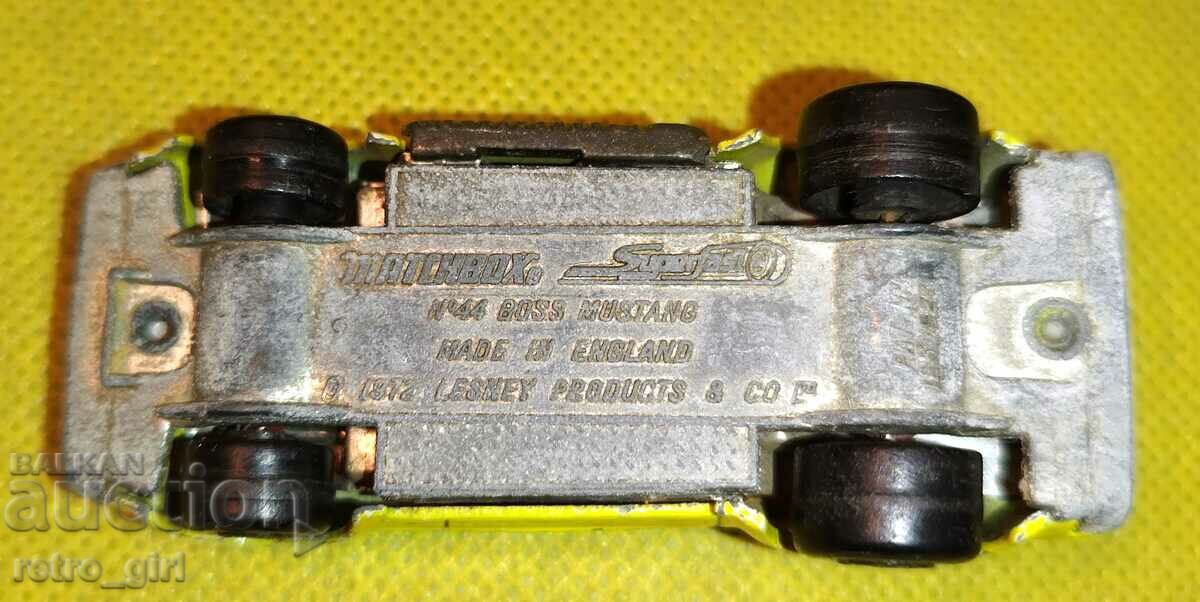 MATCHBOX® Superfast
Nº44 BOSS MUSTANG
MADE IN ENGLAND
© 1972 LESNEY PRODUCTS & CO Lᵀᴰ
BALKAN
auction
retro_girl